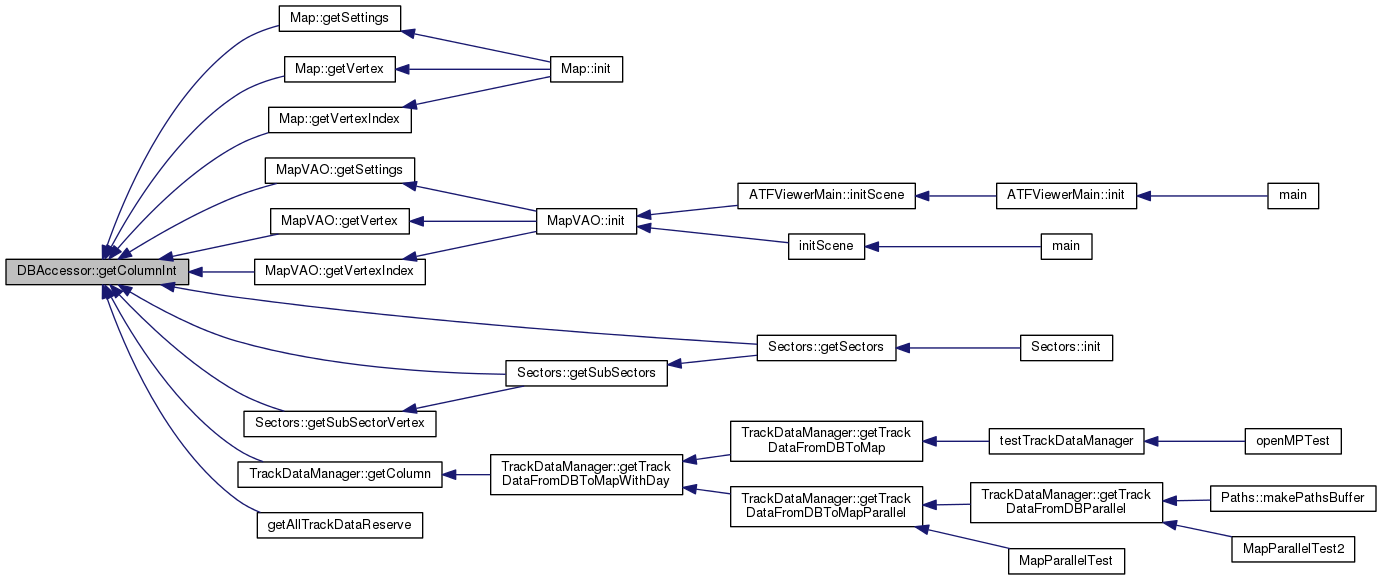 Map::getSettings
Map::getVertex
Map::init
Map::getVertexIndex
MapVAO::getSettings
ATFViewerMain::initScene
ATFViewerMain::init
main
MapVAO::getVertex
MapVAO::init
initScene
main
DBAccessor::getColumnInt
MapVAO::getVertexIndex
Sectors::getSectors
Sectors::init
Sectors::getSubSectors
Sectors::getSubSectorVertex
TrackDataManager::getTrack
DataFromDBToMap
testTrackDataManager
openMPTest
TrackDataManager::getColumn
TrackDataManager::getTrack
DataFromDBToMapWithDay
TrackDataManager::getTrack
DataFromDBToMapParallel
TrackDataManager::getTrack
DataFromDBParallel
Paths::makePathsBuffer
getAllTrackDataReserve
MapParallelTest2
MapParallelTest